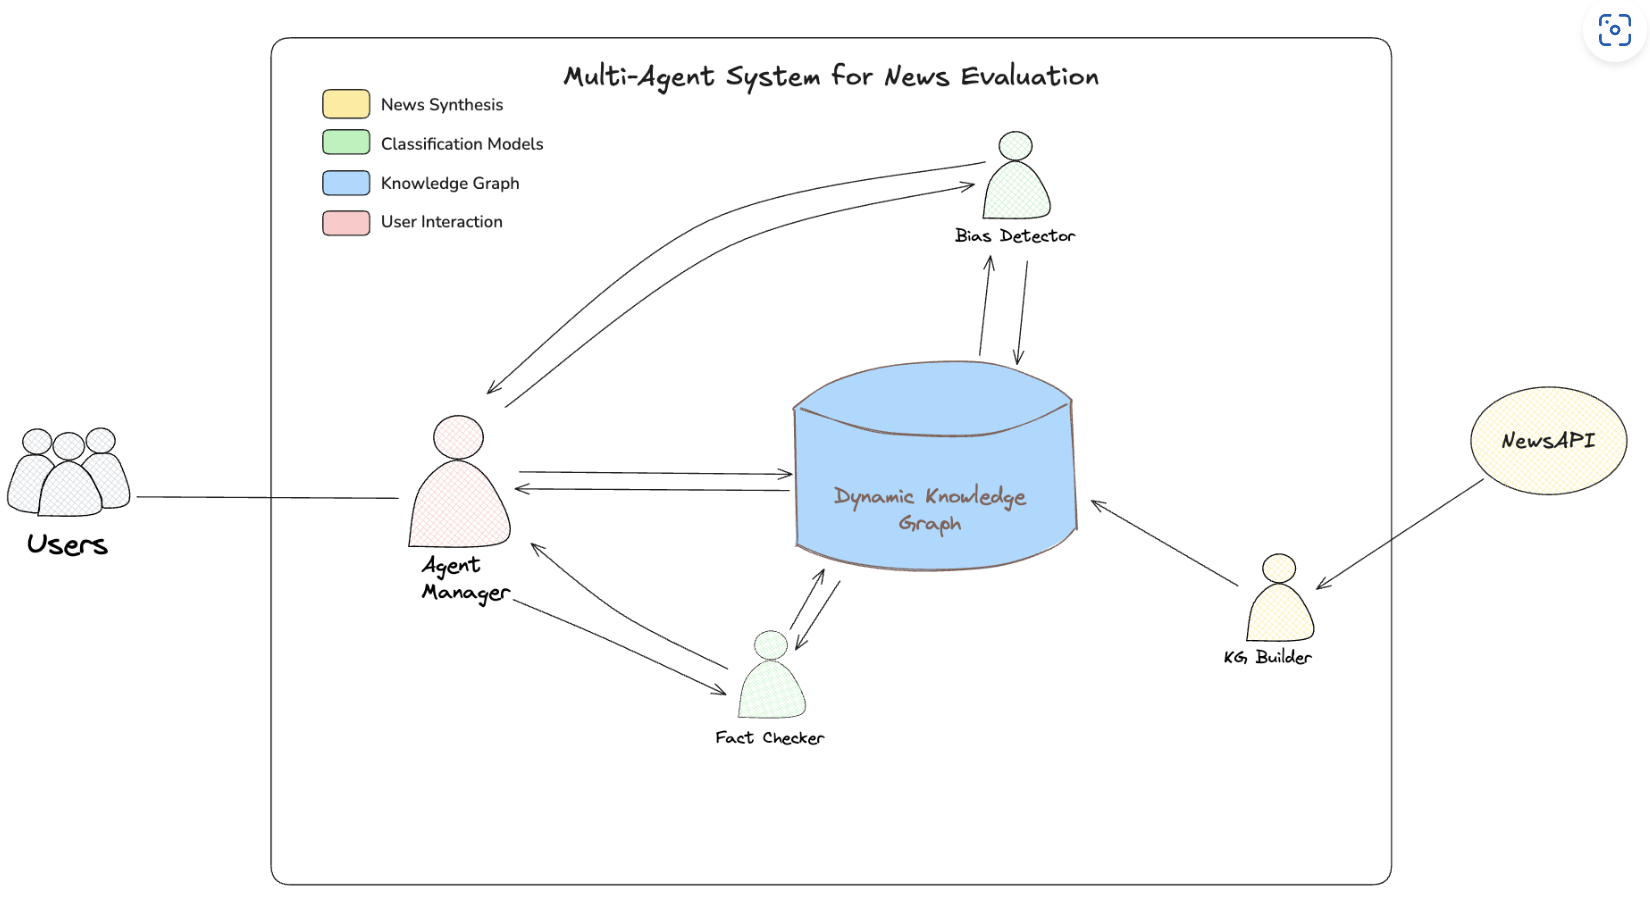 Multi-Agent System for News Evaluation
News Synthesis
Classification Models
Knowledge Graph
User Interaction
Bias Detector
NewsAPI
Dynamic Knowledge
Graph
Users
Agent
Manager
KG Builder
Fact Checker